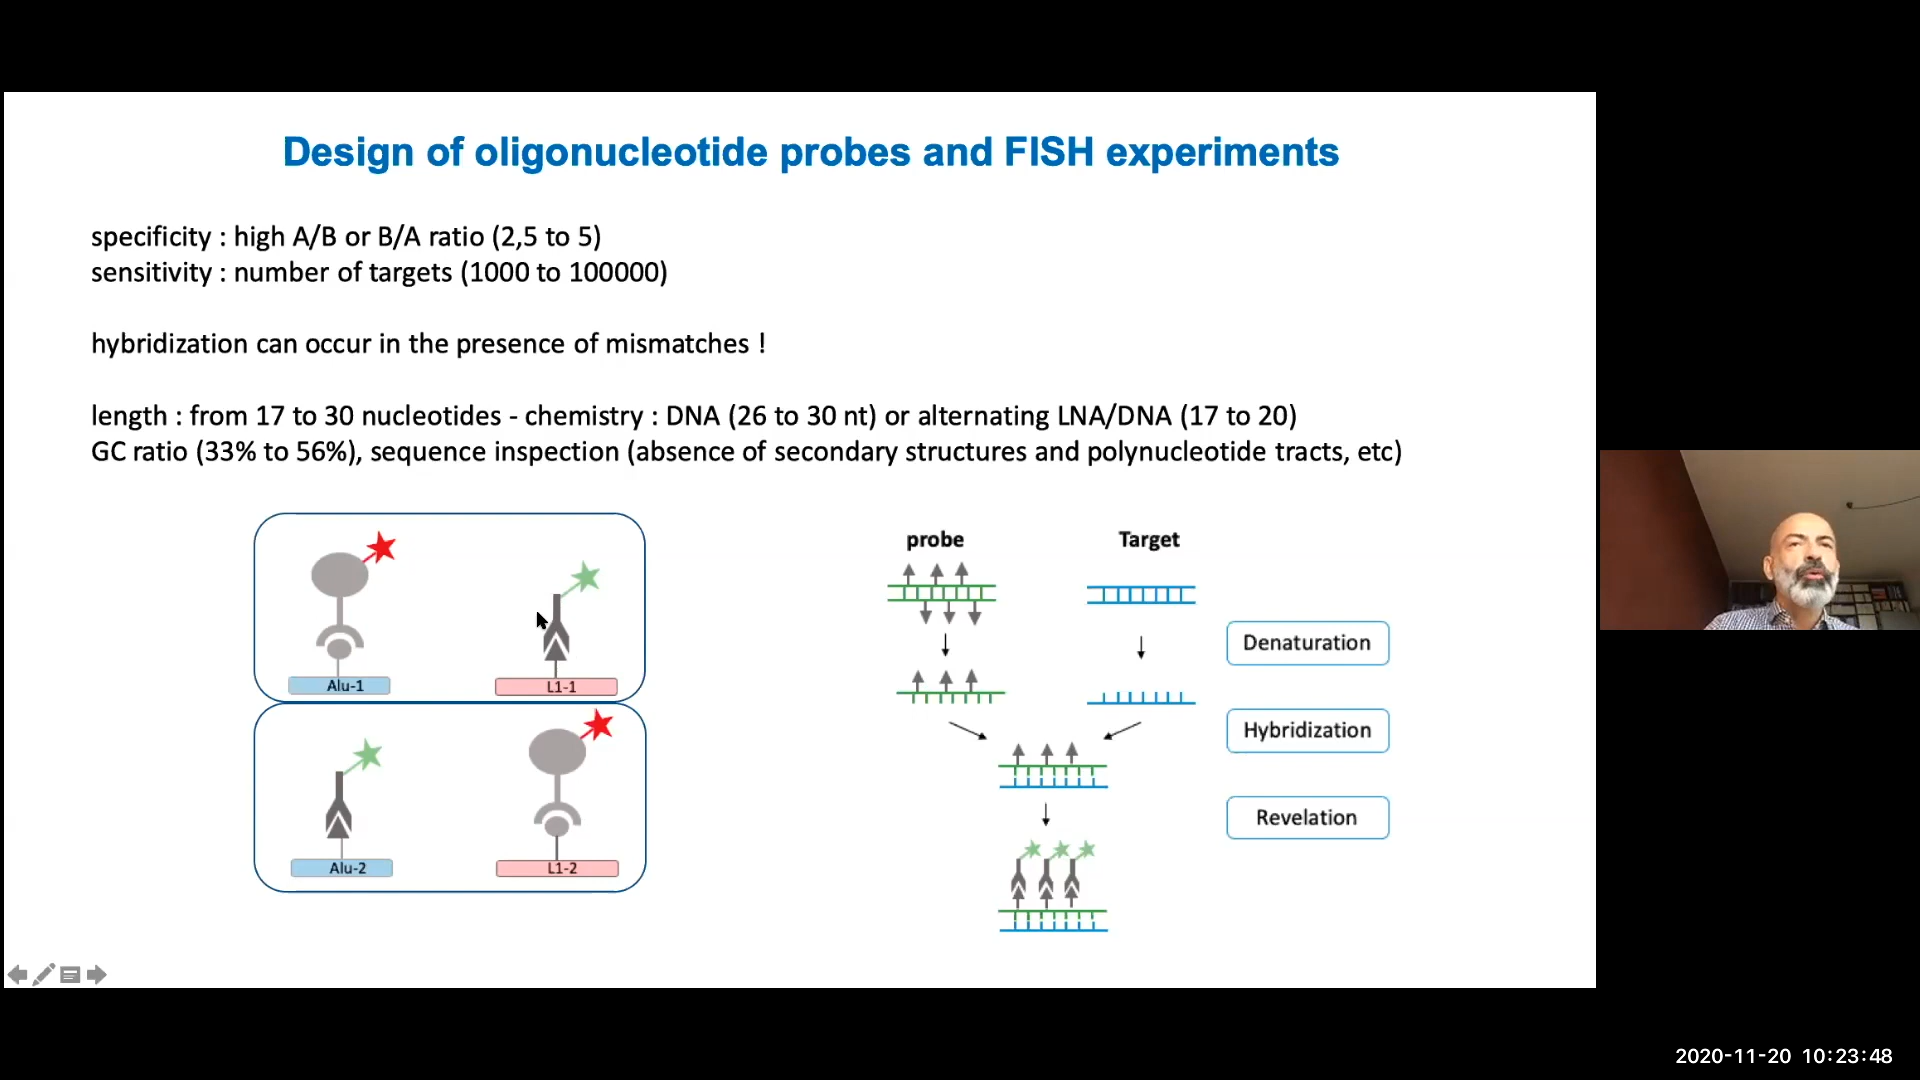 Design of oligonucleotide probes and FISH experiments
specificity : high A/B or B/A ratio (2,5 to 5)
sensitivity : number of targets (1000 to 100000)
hybridization can occur in the presence of mismatches !
length : from 17 to 30 nucleotides - chemistry : DNA (26 to 30 nt) or alternating LNA/DNA (17 to 20)
GC ratio (33% to 56%), sequence inspection (absence of secondary structures and polynucleotide tracts, etc)
Alu-1
L1-1
Alu-2
L1-2
probe
Target
Denaturation
Hybridization
Revelation
2020-11-20 10:23:48